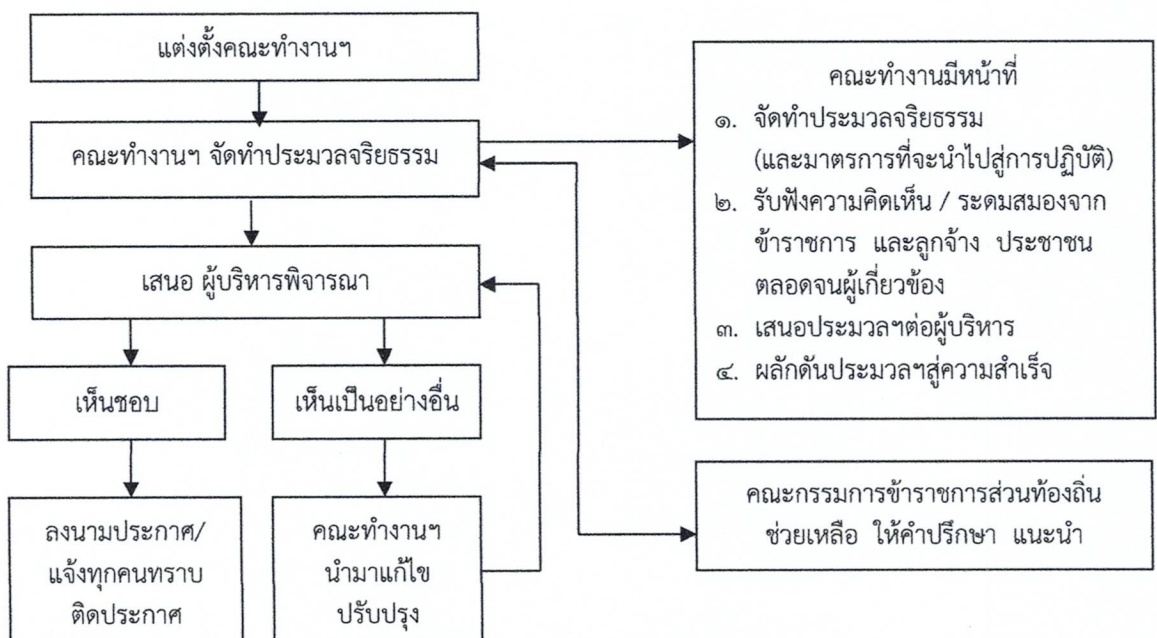 แต่งตั้งคณะทำงานฯ
คณะทำงานฯ จัดทำประมวลจริยธรรม
เสนอ ผู้บริหารพิจารณา
เห็นชอบ
เห็นเป็นอย่างอื่น
ลงนามประกาศ/
แจ้งทุกคนทราบ
ติดประกาศ
คณะทำงานฯ
นำมาแก้ไข
ปรับปรุง
คณะทำงานมีหน้าที่
๑. จัดทำประมวลจริยธรรม
(และมาตรการที่จะนำไปสู่การปฏิบัติ)
๒. รับฟังความคิดเห็น / ระดมสมองจาก
ข้าราชการ และลูกจ้าง ประชาชน
ตลอดจนผู้เกี่ยวข้อง
๓. เสนอประมวลฯต่อผู้บริหาร
๔. ผลักดันประมวลฯสู่ความสำเร็จ
คณะกรรมการข้าราชการส่วนท้องถิ่น
ช่วยเหลือ ให้คำปรึกษา แนะนำ